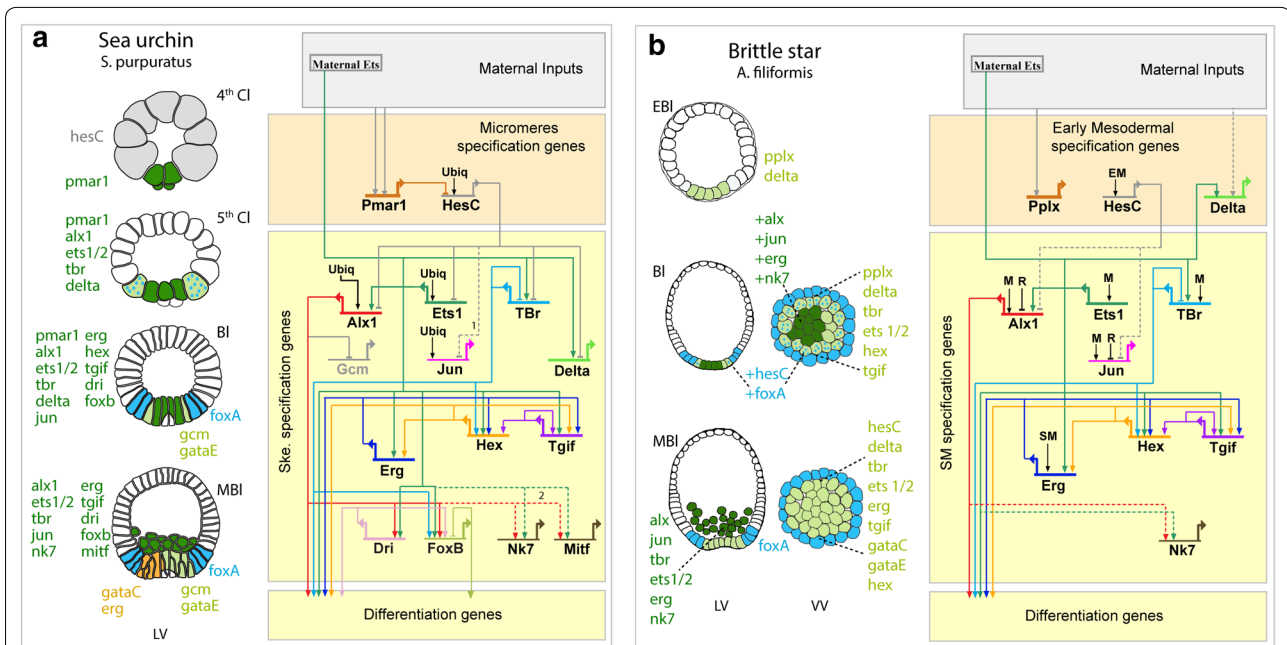 a
Sea urchin
S. purpuratus
4th Cl
hesC
pmar1
5th Cl
pmar1
alx1
ets1/2
tbr
delta
Bl
pmar1 erg
alx1 hex
ets1/2 tgif
tbr dri
delta foxb
jun
foxA
gcm
gataE
MBl
alx1 erg
ets1/2 tgif
tbr dri
jun foxb
nk7 mitf
foxA
gataC
erg
gcm
gataE
LV
Maternal Ets
Maternal Inputs
Micromeres
specification genes
Ubiq
Pmar1
HesC
Ske. specification genes
Ubiq
Ubiq
Alx1
Ets1
TBr
Ubiq
1
Gcm
Jun
Delta
Erg
Hex
Tgif
2
Dri
FoxB
Nk7
Mitf
Differentiation genes
b
Brittle star
A. filiformis
EBl
pplx
delta
+alx
+jun
+erg
+nk7
Bl
pplx
delta
tbr
ets 1/2
hex
tgif
+hesC
+foxA
MBl
hesC
delta
tbr
ets 1/2
erg
tgif
gataC
gataE
hex
alx
jun
tbr
ets1/2
erg
nk7
foxA
LV
VV
Maternal Ets
Maternal Inputs
Early Mesodermal
specification genes
EM
Pplx
HesC
Delta
SM specification genes
M R
M
M
Alx1
Ets1
TBr
M R
Jun
Hex
Tgif
SM
Erg
Nk7
Differentiation genes